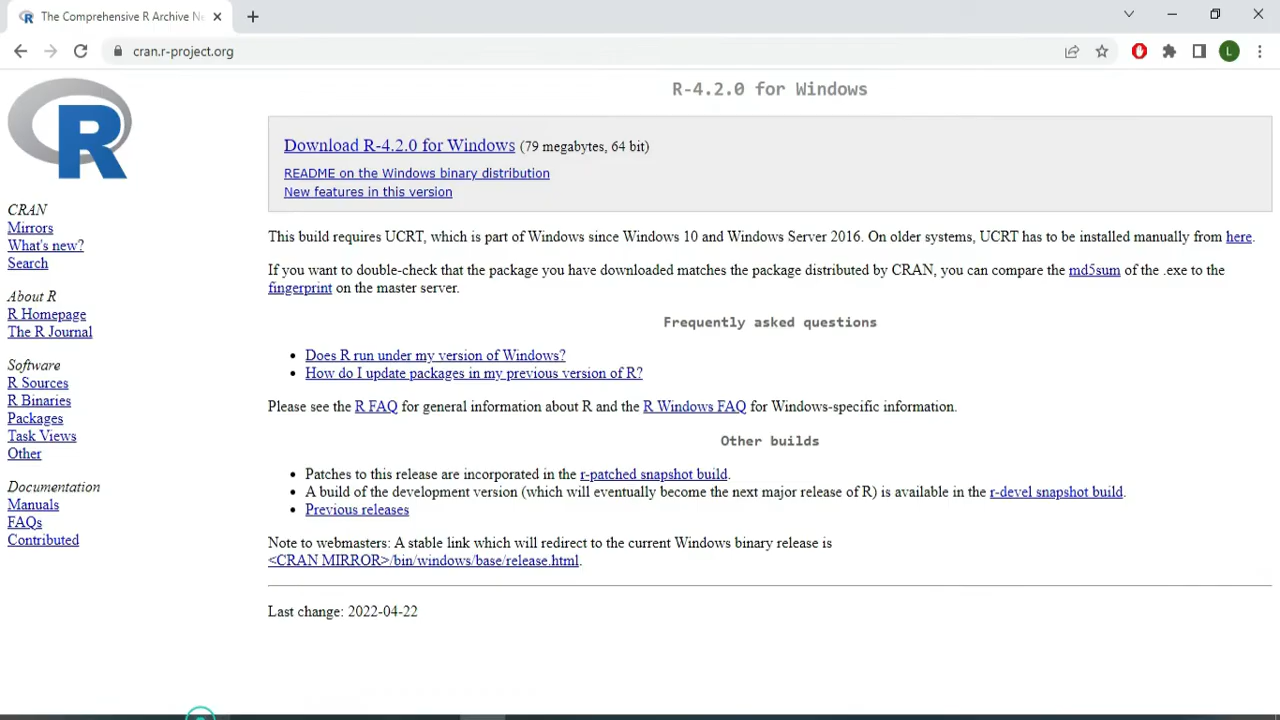 The Comprehensive R Archive Ne
cran.r-project.org
L
R
CRAN
Mirrors
What's new?
Search
About R
R Homepage
The R Journal
Software
R Sources
R Binaries
Packages
Task Views
Other
Documentation
Manuals
FAQs
Contributed
R-4.2.0 for Windows
Download R-4.2.0 for Windows (79 megabytes, 64 bit)
README on the Windows binary distribution
New features in this version
This build requires UCRT, which is part of Windows since Windows 10 and Windows Server 2016. On older systems, UCRT has to be installed manually from here.
If you want to double-check that the package you have downloaded matches the package distributed by CRAN, you can compare the md5sum of the .exe to the
fingerprint on the master server.
Frequently asked questions
• Does R run under my version of Windows?
• How do I update packages in my previous version of R?
Please see the R FAQ for general information about R and the R Windows FAQ for Windows-specific information.
Other builds
• Patches to this release are incorporated in the r-patched snapshot build.
• A build of the development version (which will eventually become the next major release of R) is available in the r-devel snapshot build.
• Previous releases
Note to webmasters: A stable link which will redirect to the current Windows binary release is
<CRAN MIRROR>/bin/windows/base/release.html.
Last change: 2022-04-22